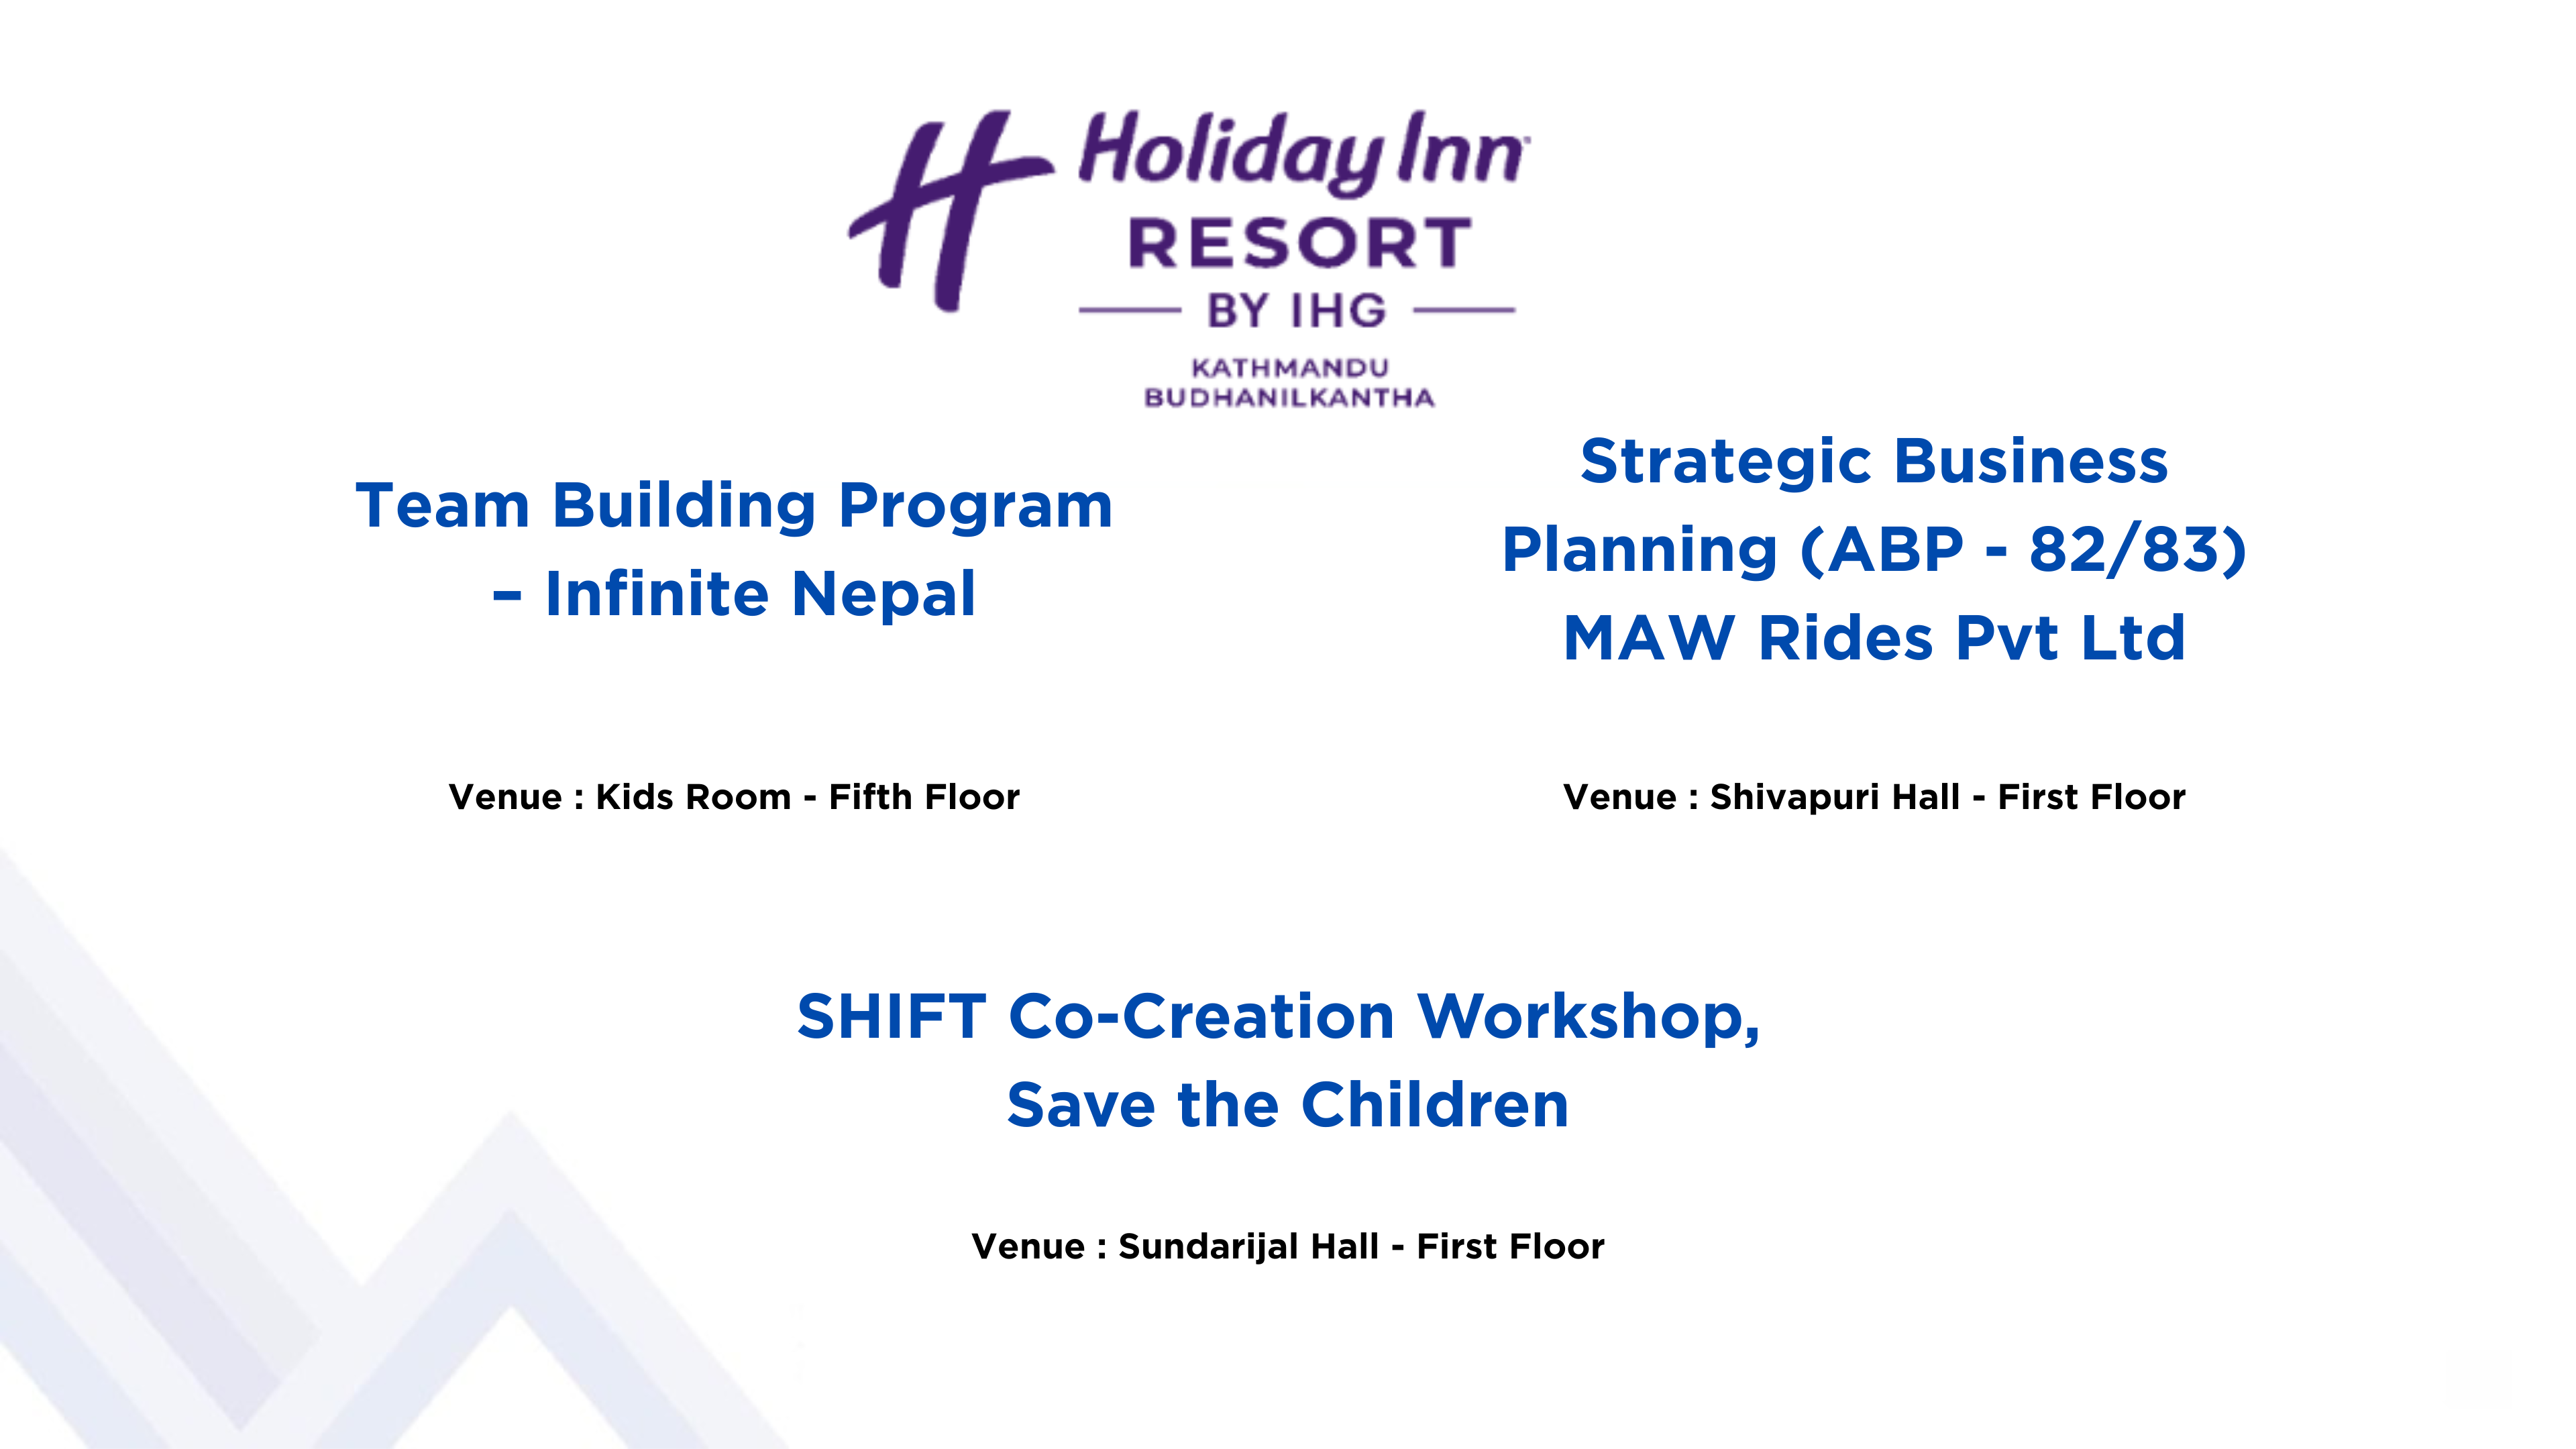 Holiday Inn
RESORT
BY IHG
KATHMANDU
BUDHANILKANTHA
Team Building Program
– Infinite Nepal
Venue : Kids Room - Fifth Floor
Strategic Business
Planning (ABP - 82/83)
MAW Rides Pvt Ltd
Venue : Shivapuri Hall - First Floor
SHIFT Co-Creation Workshop,
Save the Children
Venue : Sundarijal Hall - First Floor